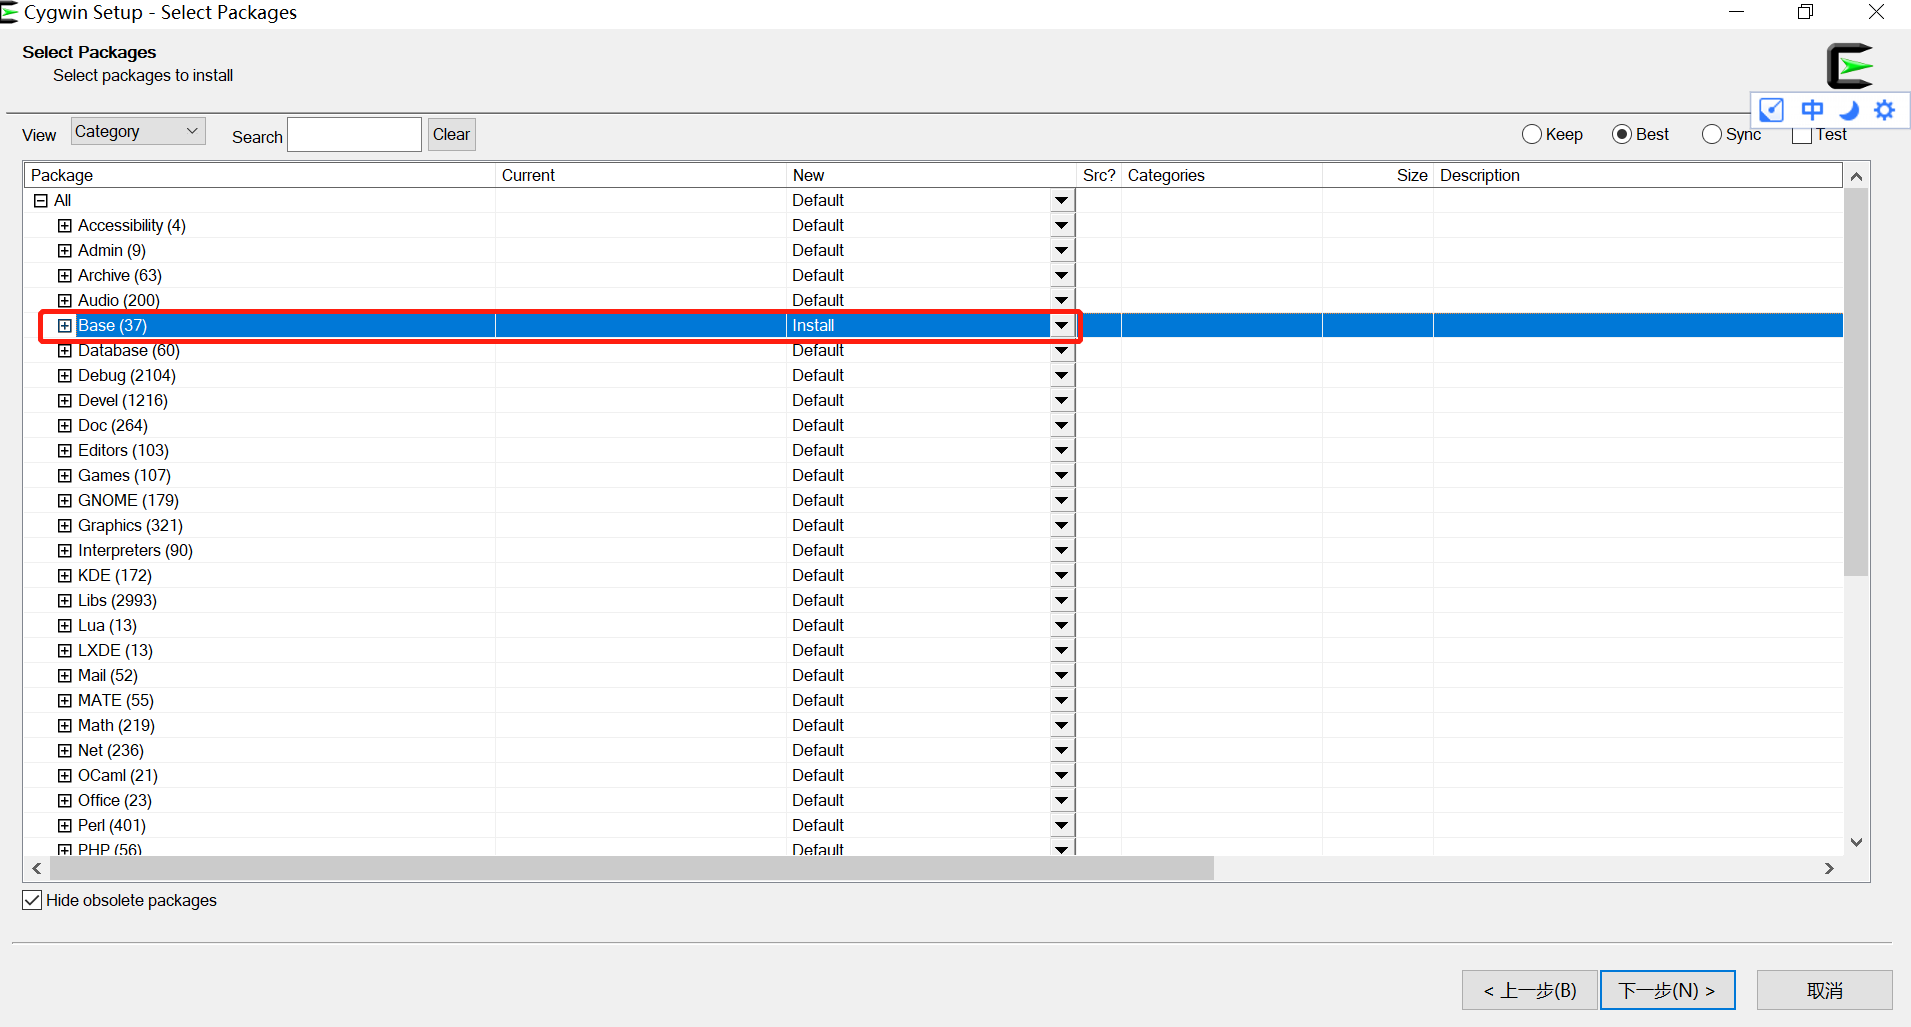 Cygwin Setup - Select Packages
Select Packages
Select packages to install
中
View Category Search Clear Keep Best Sync Test
Package Current New Src? Categories Size Description
All Default
Accessibility (4) Default
Admin (9) Default
Archive (63) Default
Audio (200) Default
Base (37) Install
Database (60) Default
Debug (2104) Default
Devel (1216) Default
Doc (264) Default
Editors (103) Default
Games (107) Default
GNOME (179) Default
Graphics (321) Default
Interpreters (90) Default
KDE (172) Default
Libs (2993) Default
Lua (13) Default
LXDE (13) Default
Mail (52) Default
MATE (55) Default
Math (219) Default
Net (236) Default
OCaml (21) Default
Office (23) Default
Perl (401) Default
PHP (56) Default
Hide obsolete packages
< 上一步(B) 下一步(N) > 取消